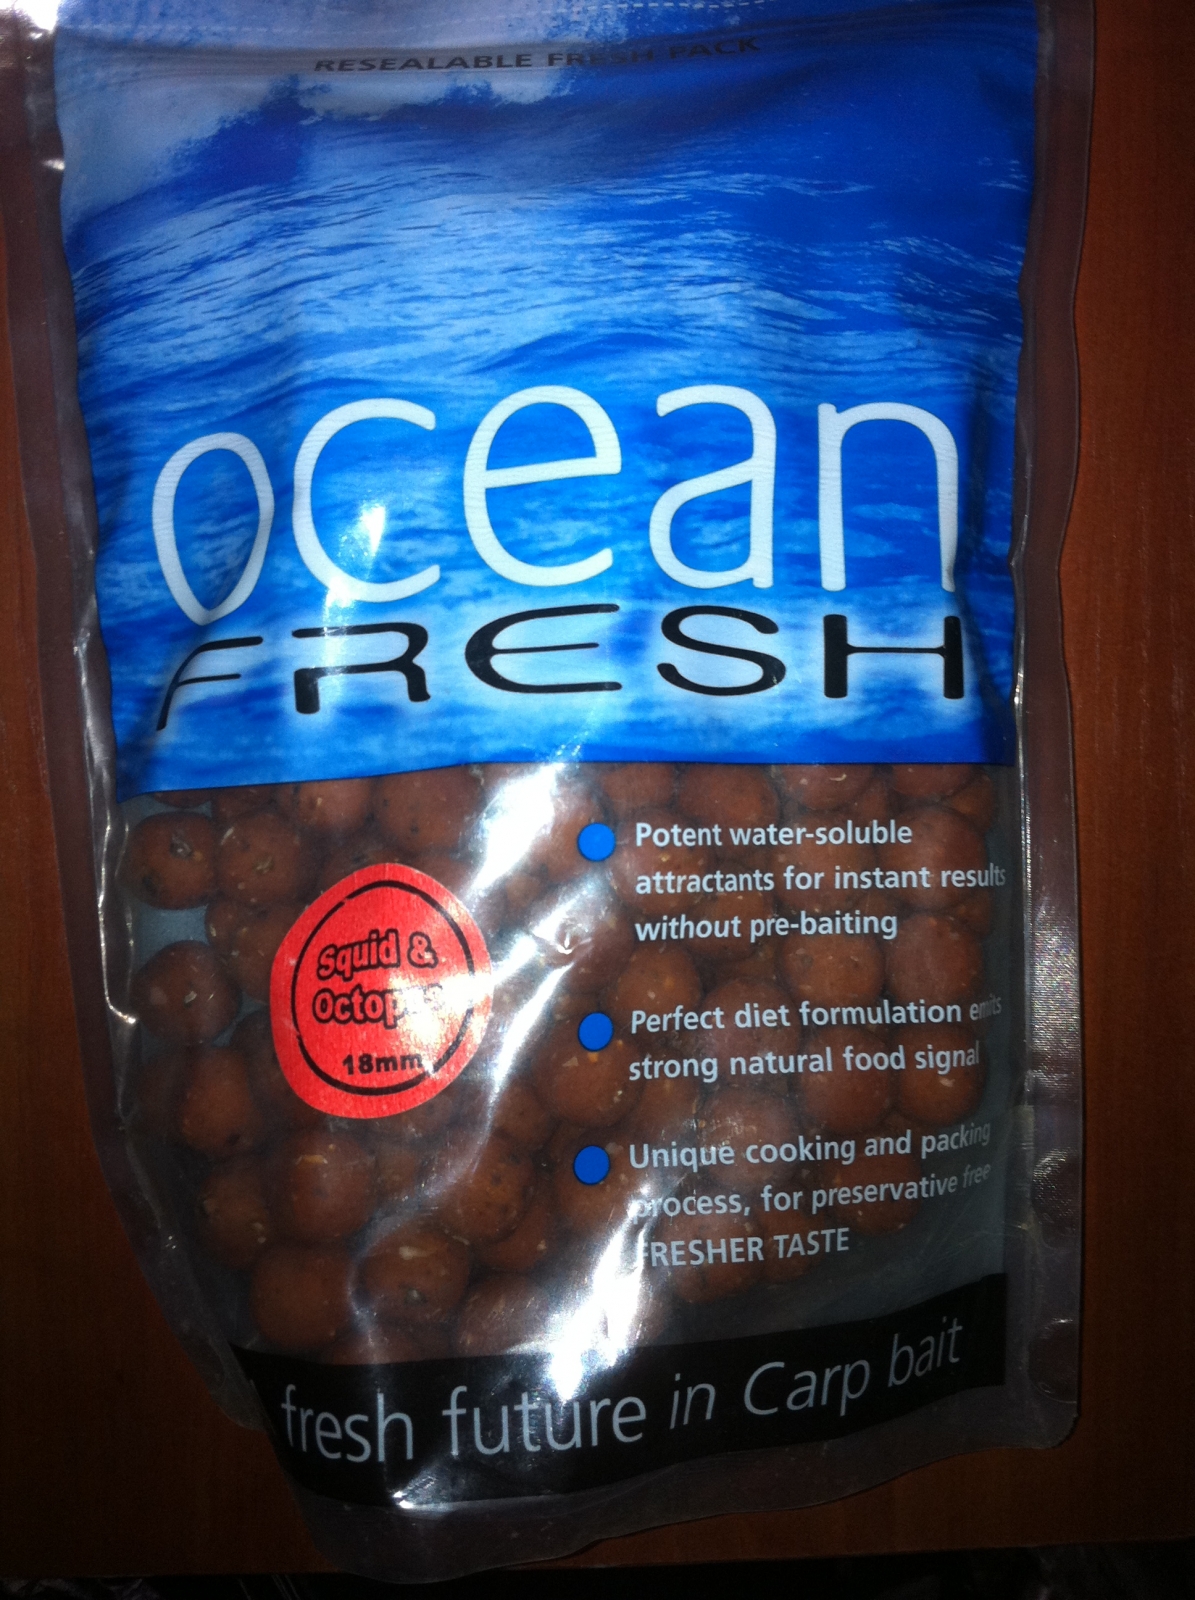 RESEALABLE FRESH PACK
ocean
FRESH
Potent water-soluble
attractants for instant results
without pre-baiting
Squid &
18mm
Perfect diet formulation emits
strong natural food signal
Unique cooking and packing
process, for preservative free
FRESHER TASTE
fresh future in Carp bait